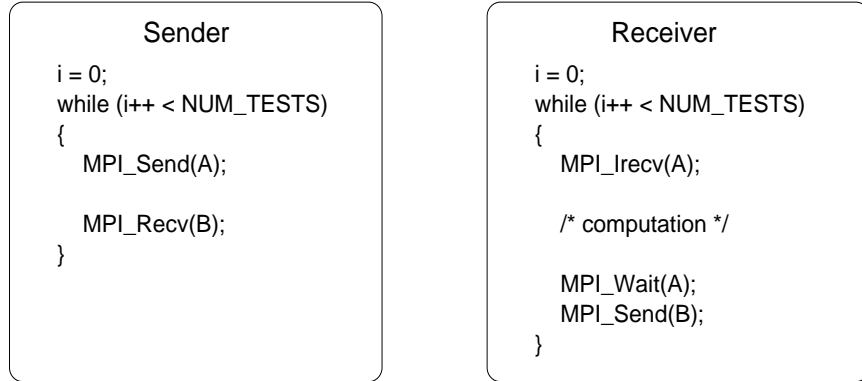 Sender
i = 0;
while (i++ < NUM_TESTS)
{
MPI_Send(A);
MPI_Recv(B);
}
Receiver
i = 0;
while (i++ < NUM_TESTS)
{
MPI_Irecv(A);
/* computation */
MPI_Wait(A);
MPI_Send(B);
}